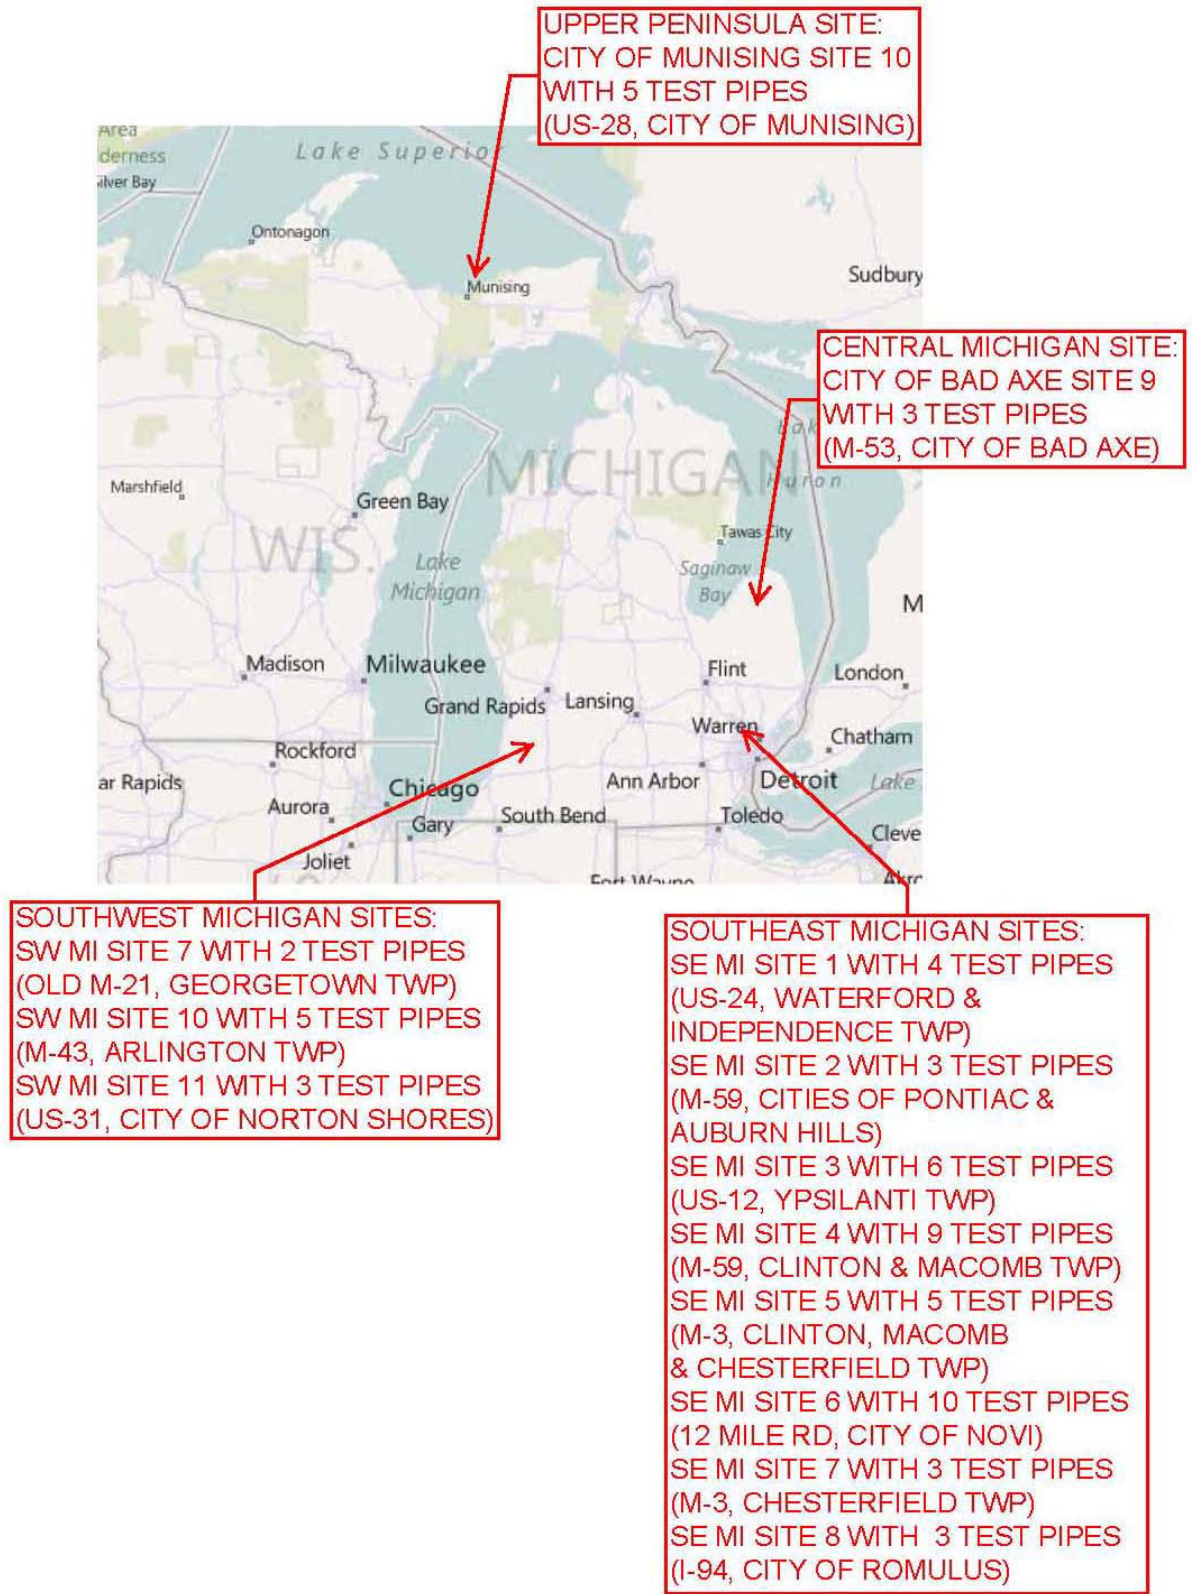 UPPER PENINSULA SITE:
CITY OF MUNISING SITE 10
WITH 5 TEST PIPES
(US-28, CITY OF MUNISING)
Area
derness
Silver Bay
Lake Superior
Ontonagon
Munising
Sudbury
CENTRAL MICHIGAN SITE:
CITY OF BAD AXE SITE 9
WITH 3 TEST PIPES
(M-53, CITY OF BAD AXE)
MICHIGAN
Huron
Marshfield
Green Bay
WIS.
Tawas City
Lake
Michigan
Saginaw
Bay
M
Madison
Milwaukee
Flint
London
Grand Rapids
Lansing
Warren
Chatham
Rockford
ar Rapids
Chicago
Ann Arbor
Detroit
Lake
Aurora
Gary
South Bend
Toledo
Cleve
Joliet
Fort Wayne
Akro
SOUTHWEST MICHIGAN SITES:
SW MI SITE 7 WITH 2 TEST PIPES
(OLD M-21, GEORGETOWN TWP)
SW MI SITE 10 WITH 5 TEST PIPES
(M-43, ARLINGTON TWP)
SW MI SITE 11 WITH 3 TEST PIPES
(US-31, CITY OF NORTON SHORES)
SOUTHEAST MICHIGAN SITES:
SE MI SITE 1 WITH 4 TEST PIPES
(US-24, WATERFORD &
INDEPENDENCE TWP)
SE MI SITE 2 WITH 3 TEST PIPES
(M-59, CITIES OF PONTIAC &
AUBURN HILLS)
SE MI SITE 3 WITH 6 TEST PIPES
(US-12, YPSILANTI TWP)
SE MI SITE 4 WITH 9 TEST PIPES
(M-59, CLINTON & MACOMB TWP)
SE MI SITE 5 WITH 5 TEST PIPES
(M-3, CLINTON, MACOMB
& CHESTERFIELD TWP)
SE MI SITE 6 WITH 10 TEST PIPES
(12 MILE RD, CITY OF NOVI)
SE MI SITE 7 WITH 3 TEST PIPES
(M-3, CHESTERFIELD TWP)
SE MI SITE 8 WITH 3 TEST PIPES
(I-94, CITY OF ROMULUS)